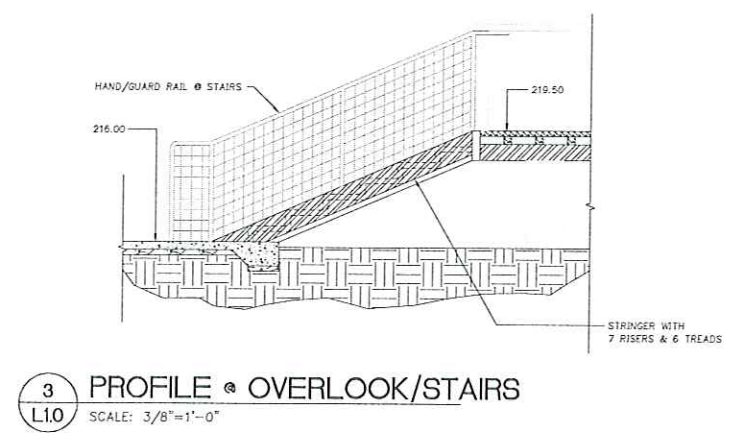 HAND/GUARD RAIL @ STAIRS
219.50
216.00
STRINGER WITH
7 RISERS & 6 TREADS
3
L1.0
PROFILE @ OVERLOOK/STAIRS
SCALE: 3/8"=1'-0"